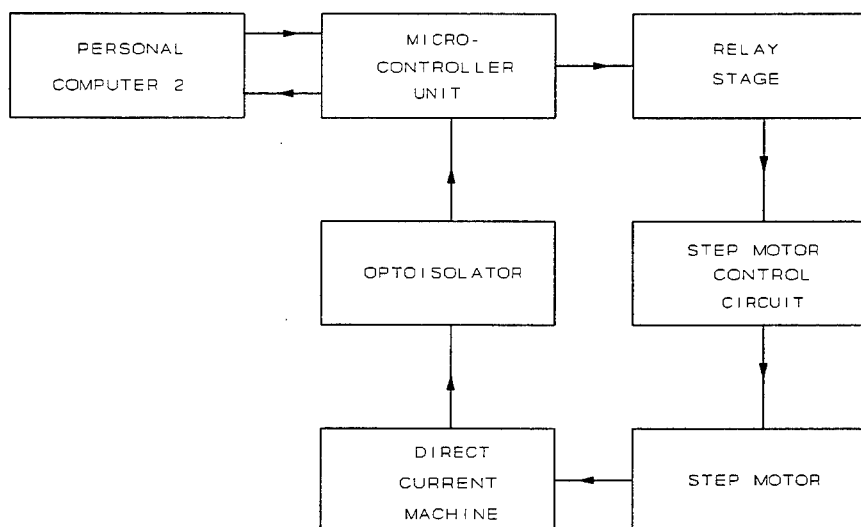 PERSONAL
COMPUTER 2
MICRO-
CONTROLLER
UNIT
RELAY
STAGE
OPTOISOLATOR
STEP MOTOR
CONTROL
CIRCUIT
DIRECT
CURRENT
MACHINE
STEP MOTOR